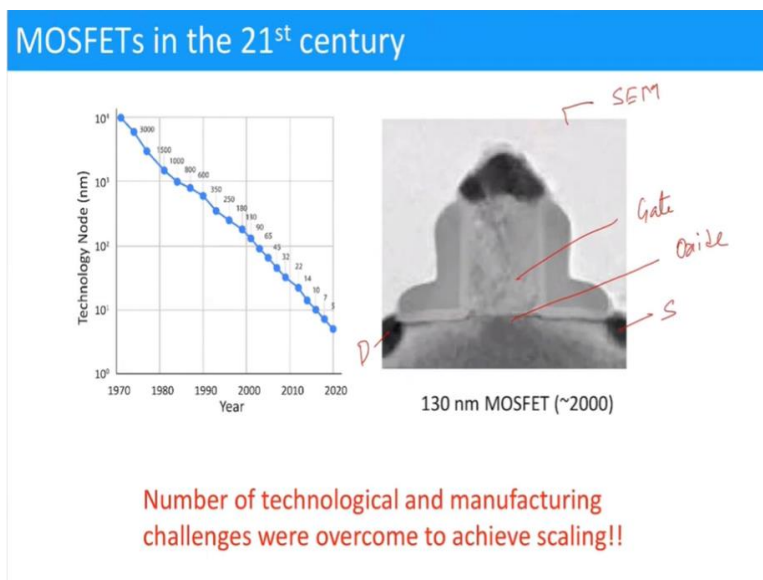 MOSFETs in the 21st century
Technology Node (nm)
10⁴
10³
10²
10¹
10⁰
3000
1500
1000
800
600
350
250
180
130
90
65
45
32
22
14
10
7
5
1970 1980 1990 2000 2010 2020
Year
SEM
Gate
Oxide
S
D
130 nm MOSFET (~2000)
Number of technological and manufacturing
challenges were overcome to achieve scaling!!